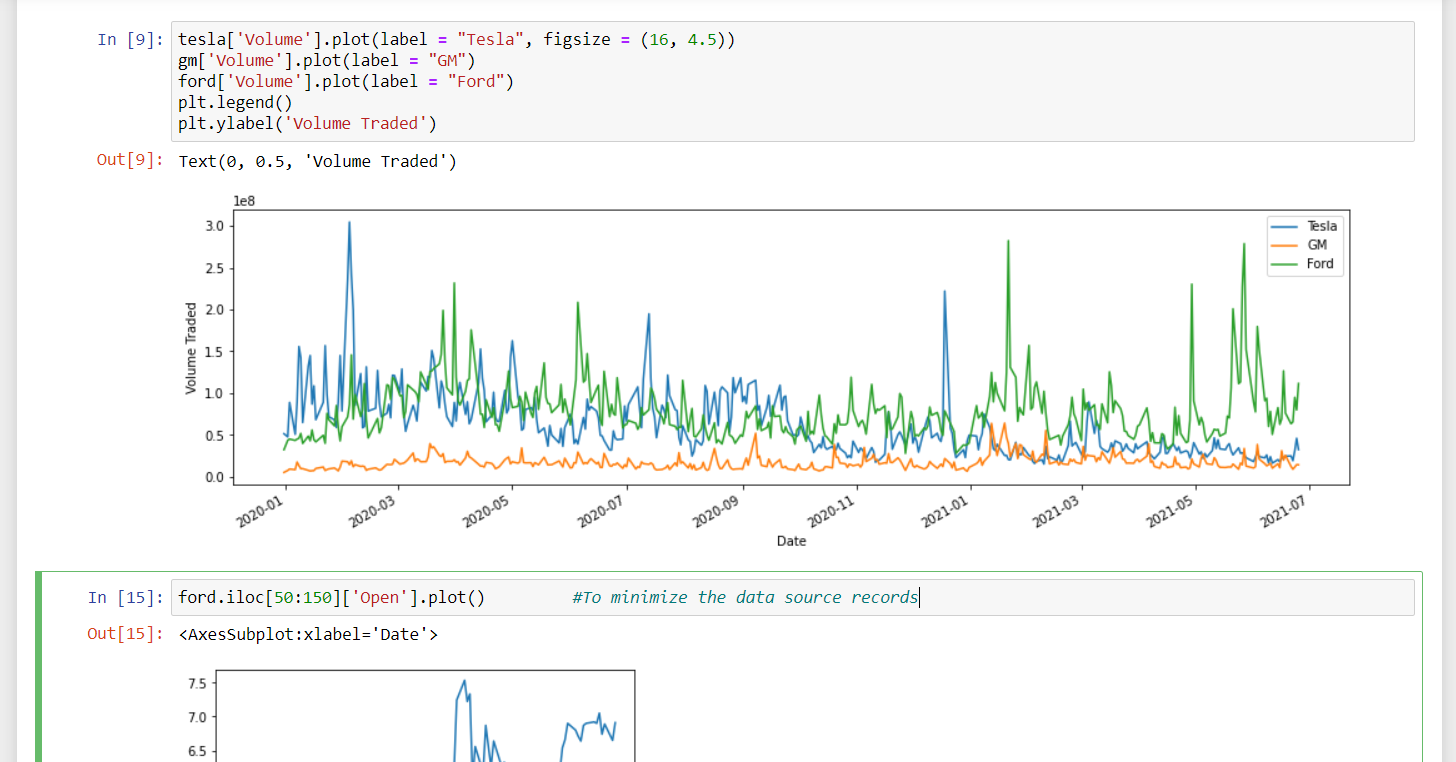 In [9]: tesla['Volume'].plot(label = "Tesla", figsize = (16, 4.5))
gm['Volume'].plot(label = "GM")
ford['Volume'].plot(label = "Ford")
plt.legend()
plt.ylabel('Volume Traded')
Out[9]: Text(0, 0.5, 'Volume Traded')
1e8
3.0
2.5
2.0
1.5
1.0
0.5
0.0
Volume Traded
Tesla
GM
Ford
2020-01 2020-03 2020-05 2020-07 2020-09 2020-11 2021-01 2021-03 2021-05 2021-07
Date
In [15]: ford.iloc[50:150]['Open'].plot() #To minimize the data source records
Out[15]: <AxesSubplot:xlabel='Date'>
7.5
7.0
6.5